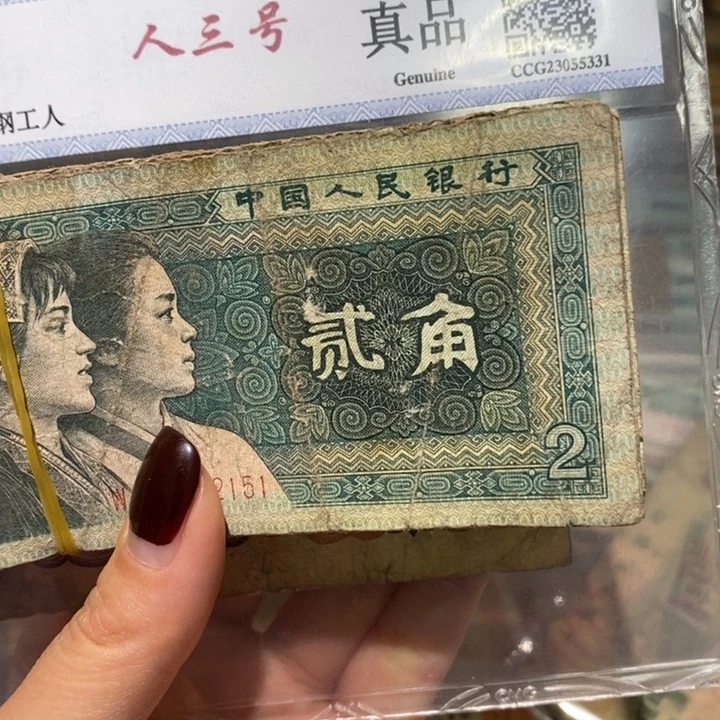 人三号
真品
Genuine
CCG23055331
钢工人
中国人民银行
贰角
2
2151